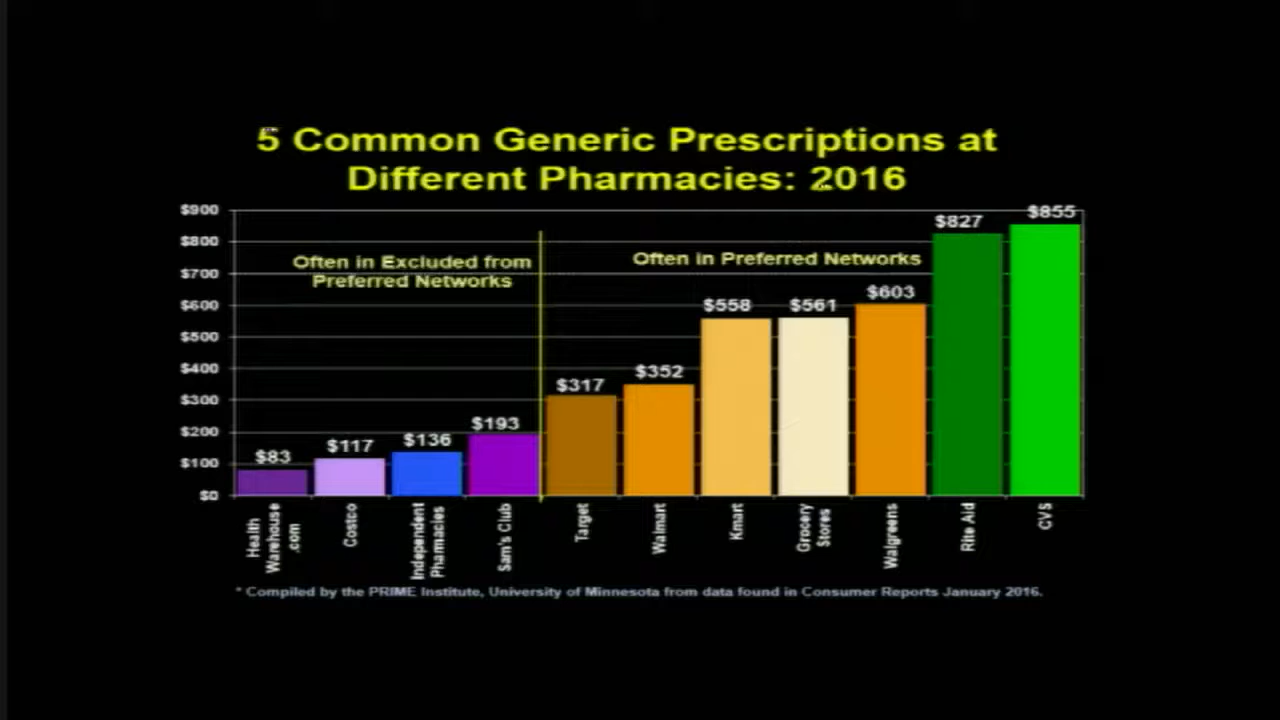 5 Common Generic Prescriptions at
Different Pharmacies: 2016
$900
$800
$700
$600
$500
$400
$300
$200
$100
$0
Often in Excluded from
Preferred Networks
Often in Preferred Networks
$83
$117
$136
$193
$317
$352
$558
$561
$603
$827
$855
Health
Warehouse
.com
Costco
Independent
Pharmacies
Sam's Club
Target
Walmart
Kmart
Grocery
Stores
Walgreens
Rite Aid
CVS
* Compiled by the PRIME Institute, University of Minnesota from data found in Consumer Reports January 2016.